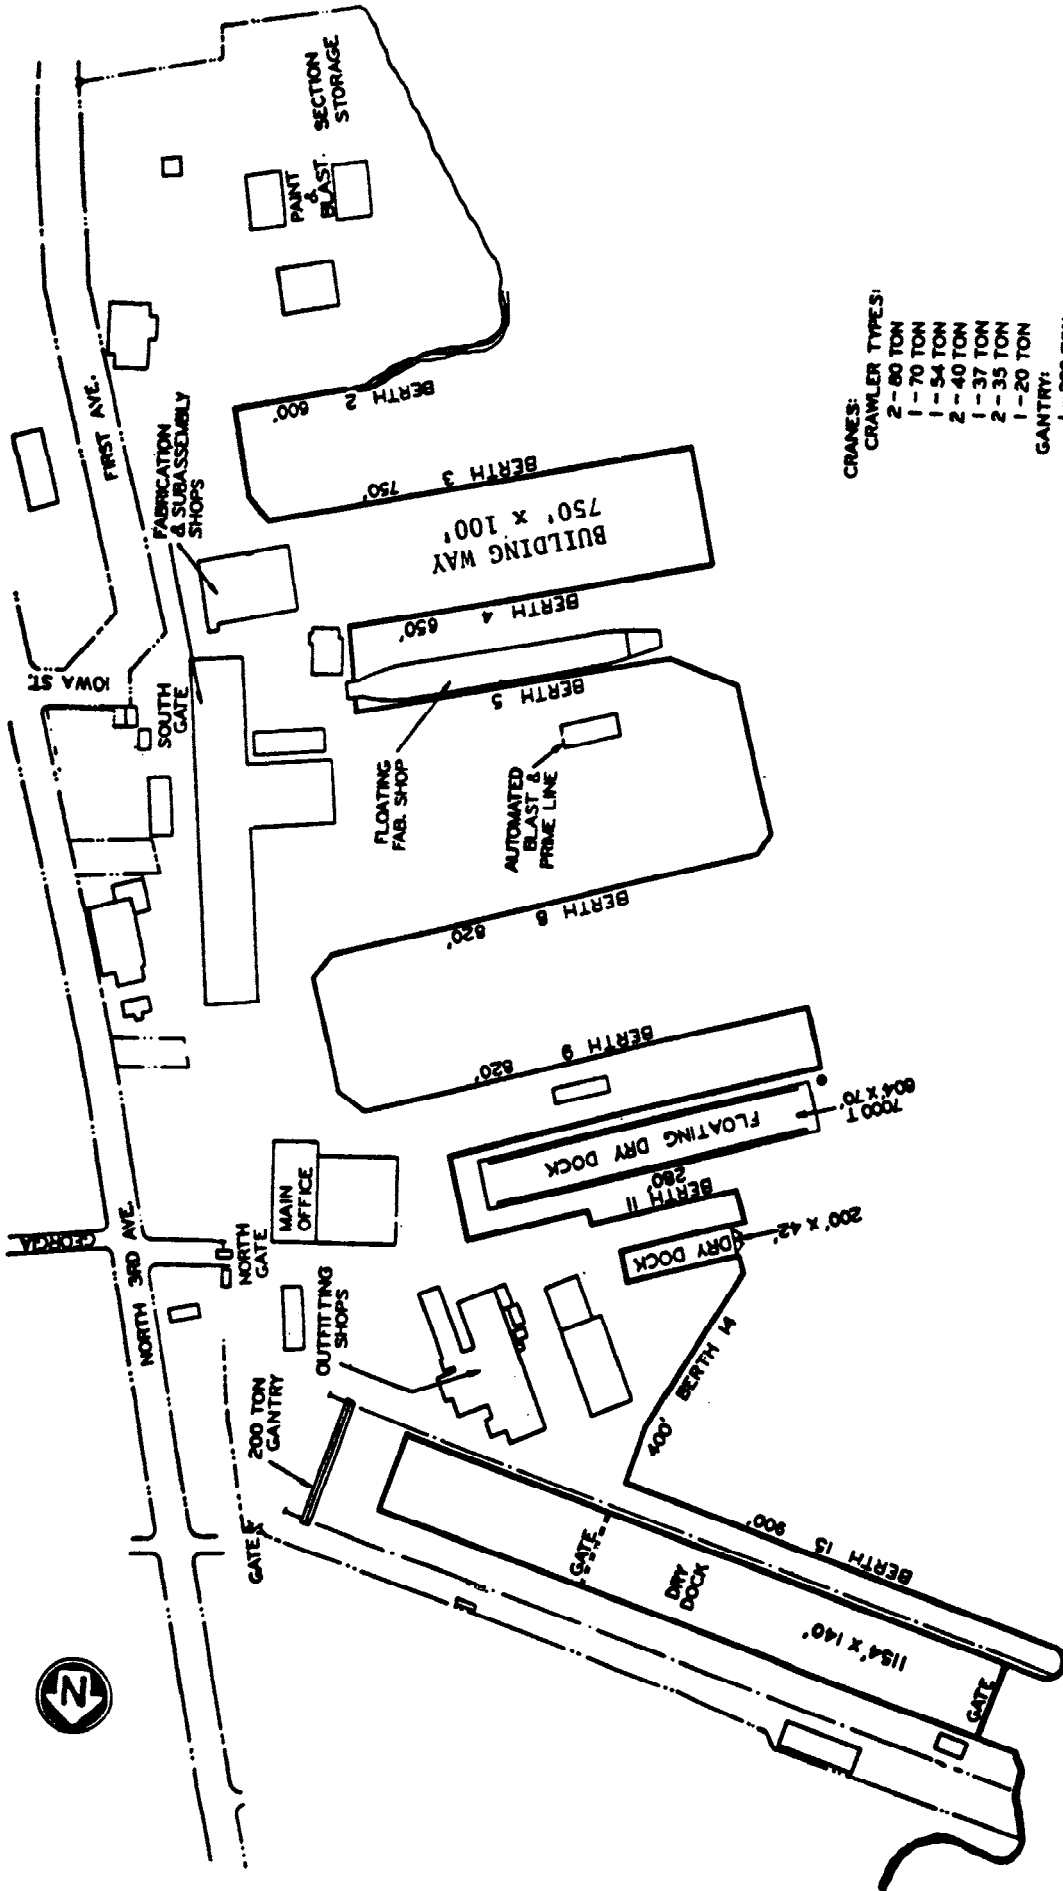 SECTION
STORAGE
PAINT
&
BLAST.
FIRST AVE.
FABRICATION
& SUBASSEMBLY
SHOPS
IOWA ST.
SOUTH
GATE
BERTH 2
600'
BERTH 3
750'
BUILDING WAY
750' X 100'
BERTH 4
650'
BERTH 5
FLOATING
FAB. SHOP
AUTOMATED
BLAST &
PRIME LINE
BERTH 8
820'
BERTH 9
820'
FLOATING DRY DOCK
7000 T
604' X 70'
BERTH 11
280'
DRY DOCK
200' X 42'
BERTH 14
400'
MAIN
OFFICE
GEORGIA
NORTH 3RD AVE.
NORTH
GATE
OUTFITTING
SHOPS
200 TON
GANTRY
GATE
GATE
DRY
DOCK
1154' X 140'
GATE
BERTH 15
900'
N
CRANES:
CRAWLER TYPES:
2-80 TON
1-70 TON
1-54 TON
2-40 TON
1-37 TON
2-35 TON
1-20 TON
GANTRY: